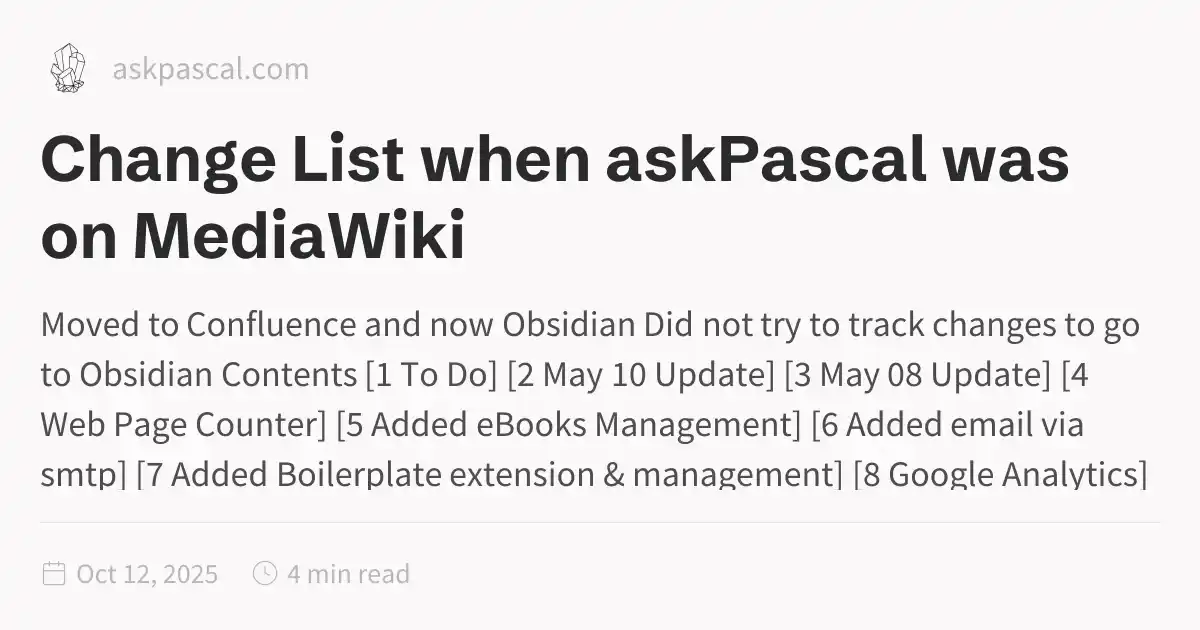 askpascal.com
Change List when askPascal was
on MediaWiki
Moved to Confluence and now Obsidian Did not try to track changes to go
to Obsidian Contents [1 To Do] [2 May 10 Update] [3 May 08 Update] [4
Web Page Counter] [5 Added eBooks Management] [6 Added email via
smtp] [7 Added Boilerplate extension & management] [8 Google Analytics]
Oct 12, 2025 4 min read